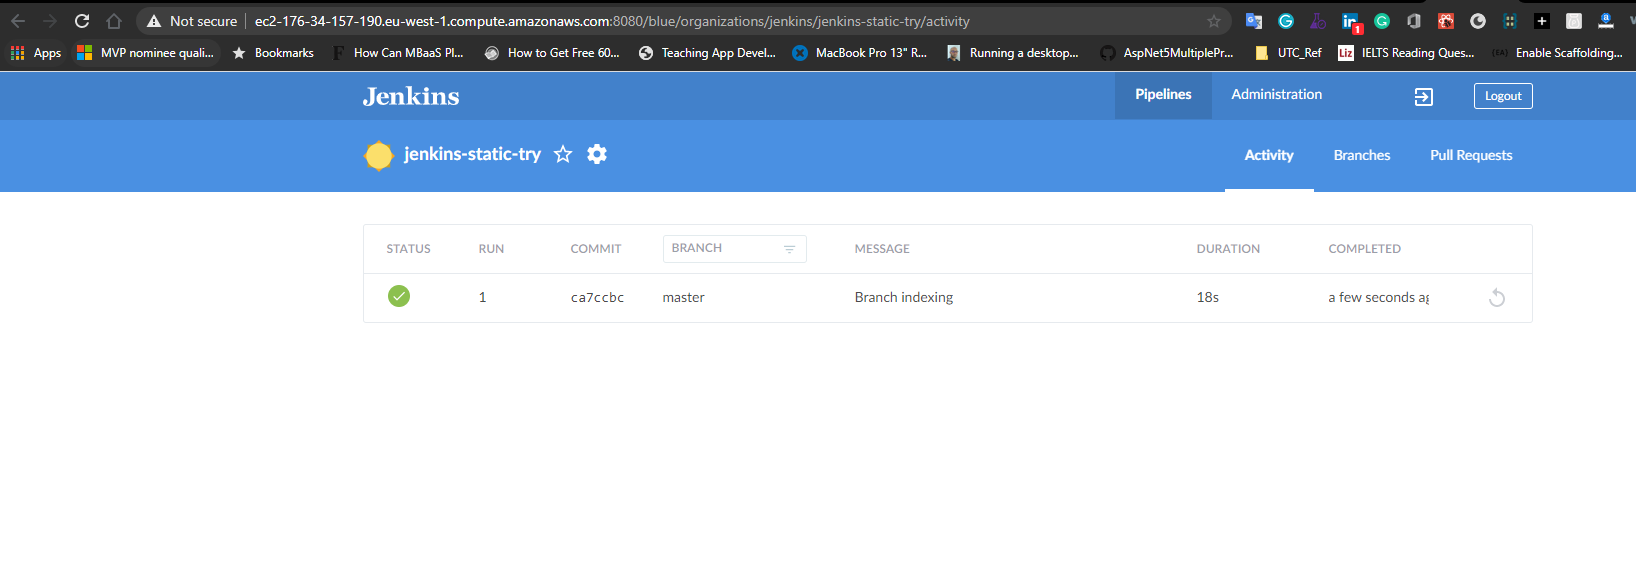 Not secure ec2-176-34-157-190.eu-west-1.compute.amazonaws.com:8080/blue/organizations/jenkins/jenkins-static-try/activity
Apps MVP nominee quali... Bookmarks How Can MBaaS Pl... How to Get Free 60... Teaching App Devel... MacBook Pro 13" R... Running a desktop... AspNet5MultiplePr... UTC_Ref Liz IELTS Reading Ques... {EA} Enable Scaffolding...
Jenkins Pipelines Administration Logout
jenkins-static-try Activity Branches Pull Requests
STATUS RUN COMMIT BRANCH MESSAGE DURATION COMPLETED
1 ca7ccbc master Branch indexing 18s a few seconds ag